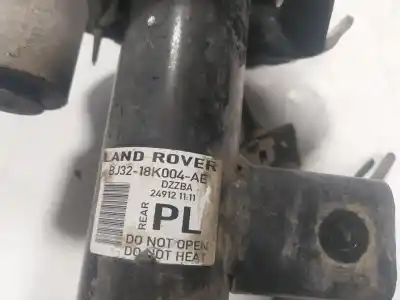 LAND ROVER
BJ32-18K004-AE
DZZBA
24912 11:11
REAR PL
DO NOT OPEN
DO NOT HEAT